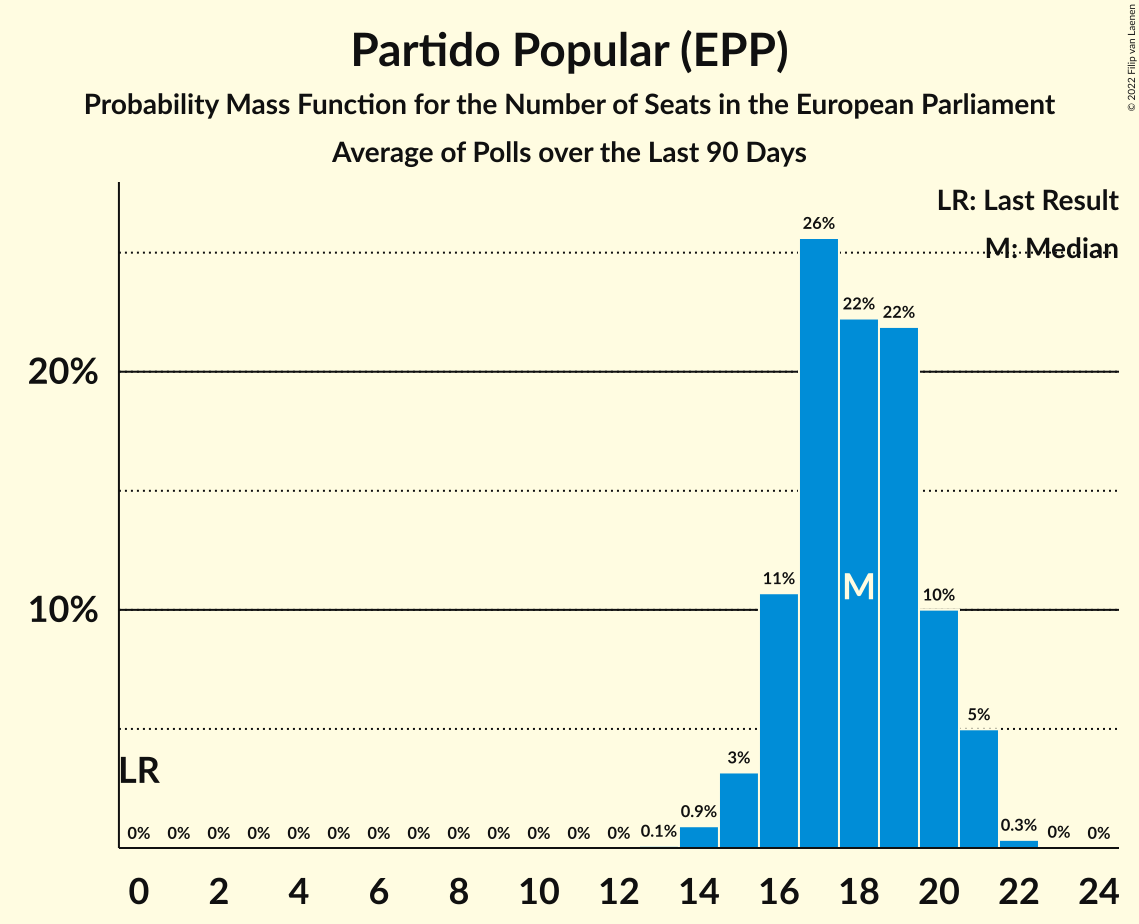 Partido Popular (EPP)
Probability Mass Function for the Number of Seats in the European Parliament
Average of Polls over the Last 90 Days
© 2022 Filip van Laenen
LR: Last Result
M: Median
26%
22%
22%
20%
11%
M
10%
10%
5%
3%
LR
0.9%
0% 0% 0% 0% 0% 0% 0% 0% 0% 0% 0% 0% 0% 0.1% 0.3% 0% 0%
0 2 4 6 8 10 12 14 16 18 20 22 24